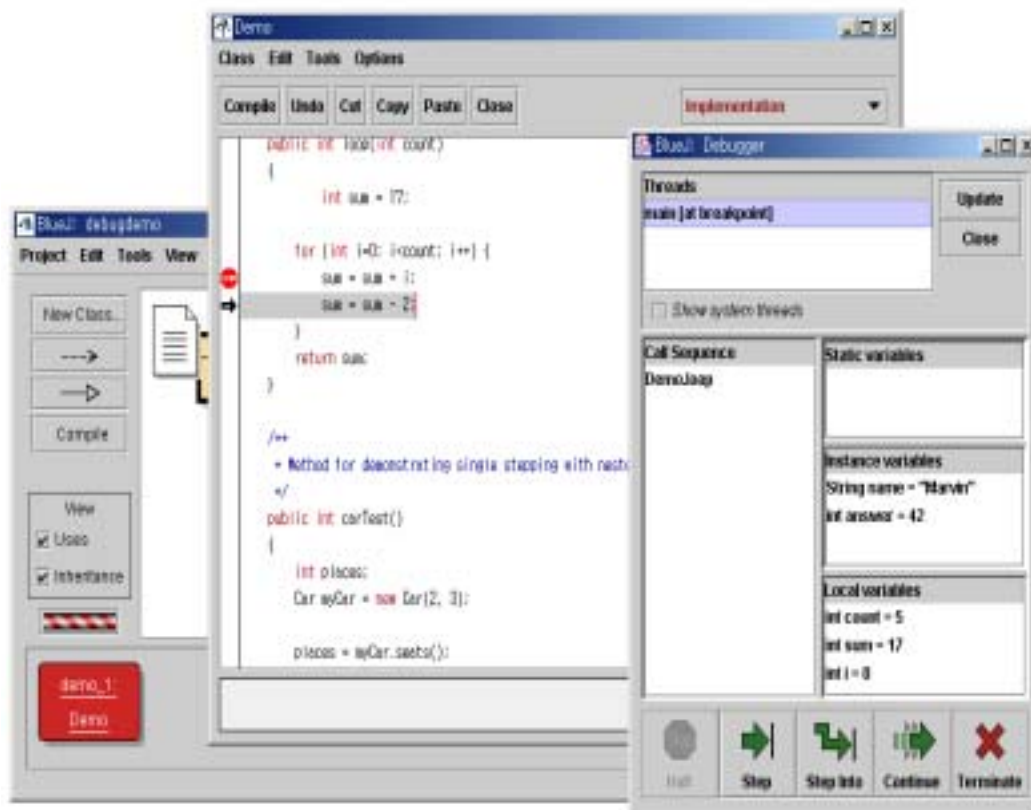 Demo
Class Edit Tools Options
Compile Undo Cut Copy Paste Close
Implementation
public int loop(int count)
{
int sum = 17;
for (int i=0; i<count; i++) {
sum = sum + i;
sum = sum - 2;
}
return sum;
}
/**
* Method for demonstrating single stepping with
*/
public int carTest()
{
int places;
Car myCar = new Car(2, 3);
places = myCar.seats();
BlueJ: debugdemo
Project Edit Tools View
New Class...
Compile
View
Uses
Inheritance
demo_1:
Demo
BlueJ: Debugger
Threads
main [at breakpoint]
Update
Close
Show system threads
Call Sequence
Demo.loop
Static variables
Instance variables
String name = "Marvin"
int answer = 42
Local variables
int count = 5
int sum = 17
int i = 0
Halt
Step
Step Into
Continue
Terminate